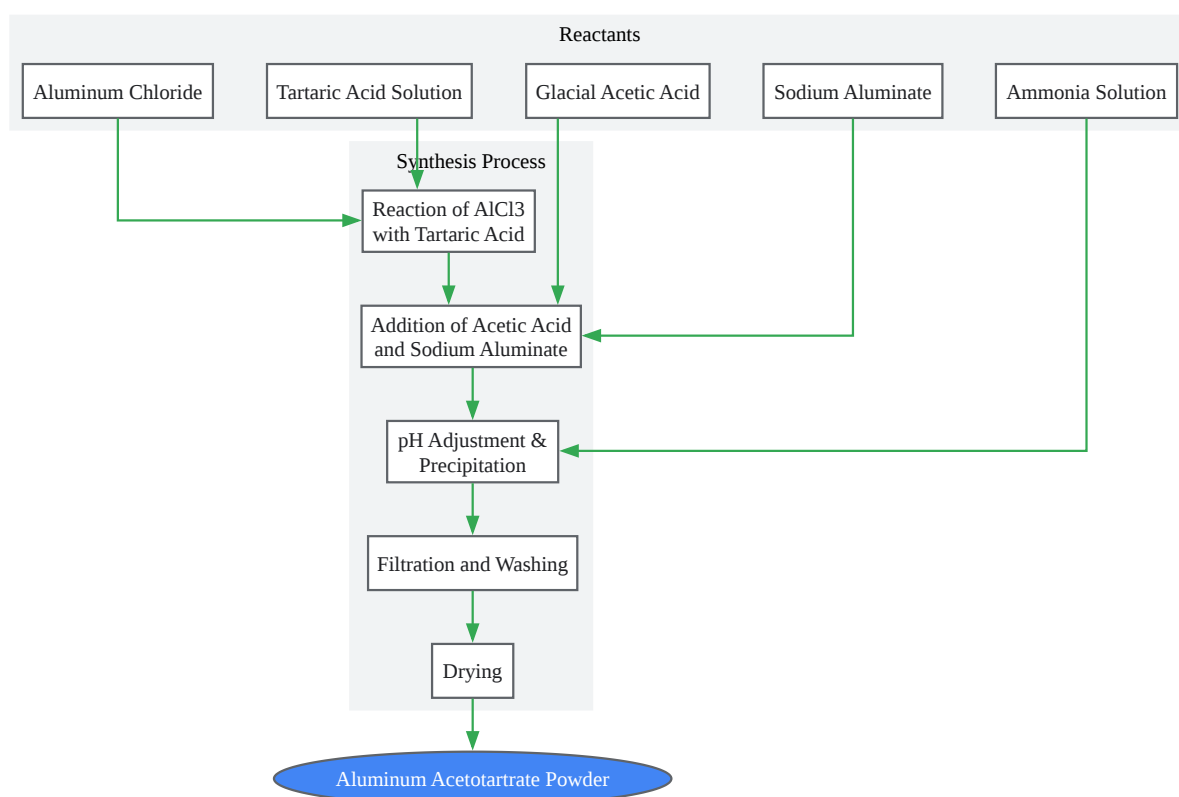 Reactants
Aluminum Chloride
Tartaric Acid Solution
Glacial Acetic Acid
Sodium Aluminate
Ammonia Solution
Synthesis Process
Reaction of AlCl3
with Tartaric Acid
Addition of Acetic Acid
and Sodium Aluminate
pH Adjustment &
Precipitation
Filtration and Washing
Drying
Aluminum Acetotartrate Powder